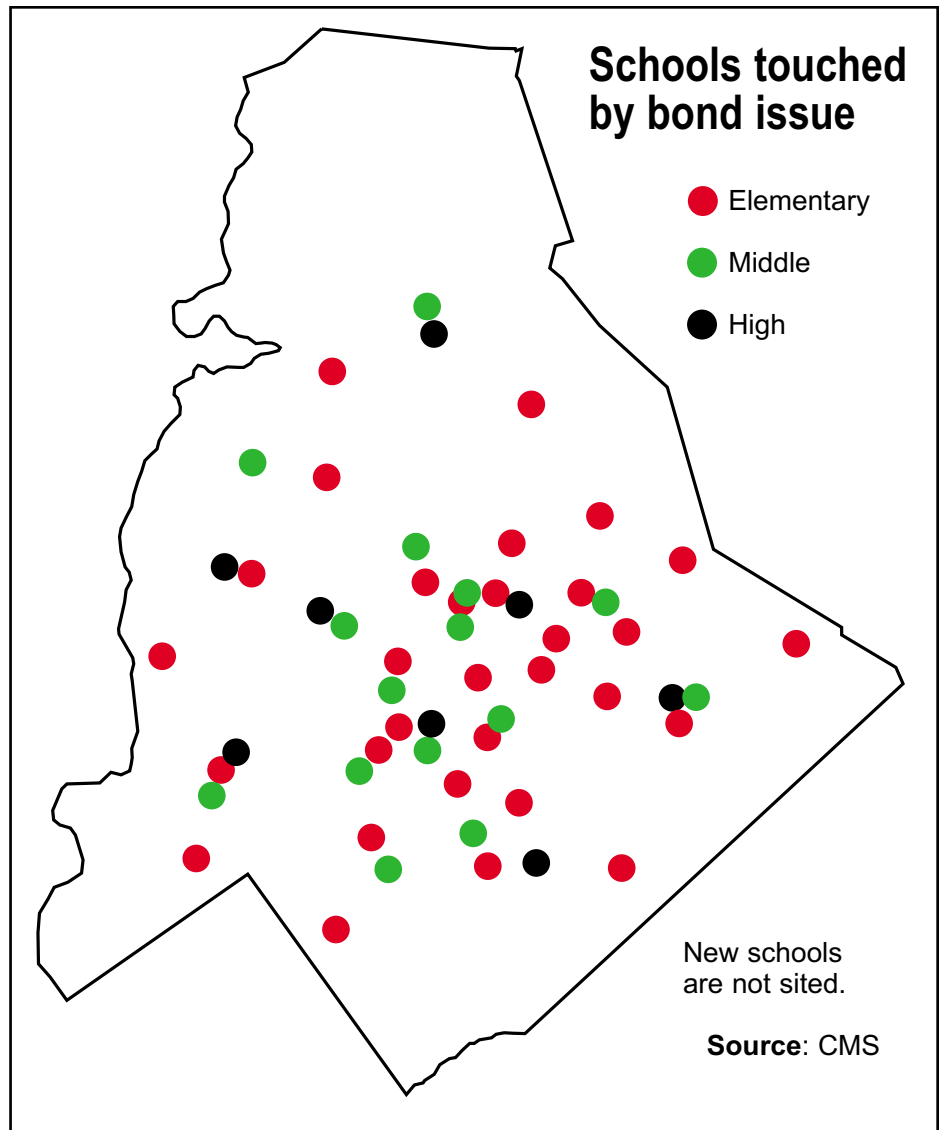 Schools touched
by bond issue
Elementary
Middle
High
New schools
are not sited.
Source: CMS